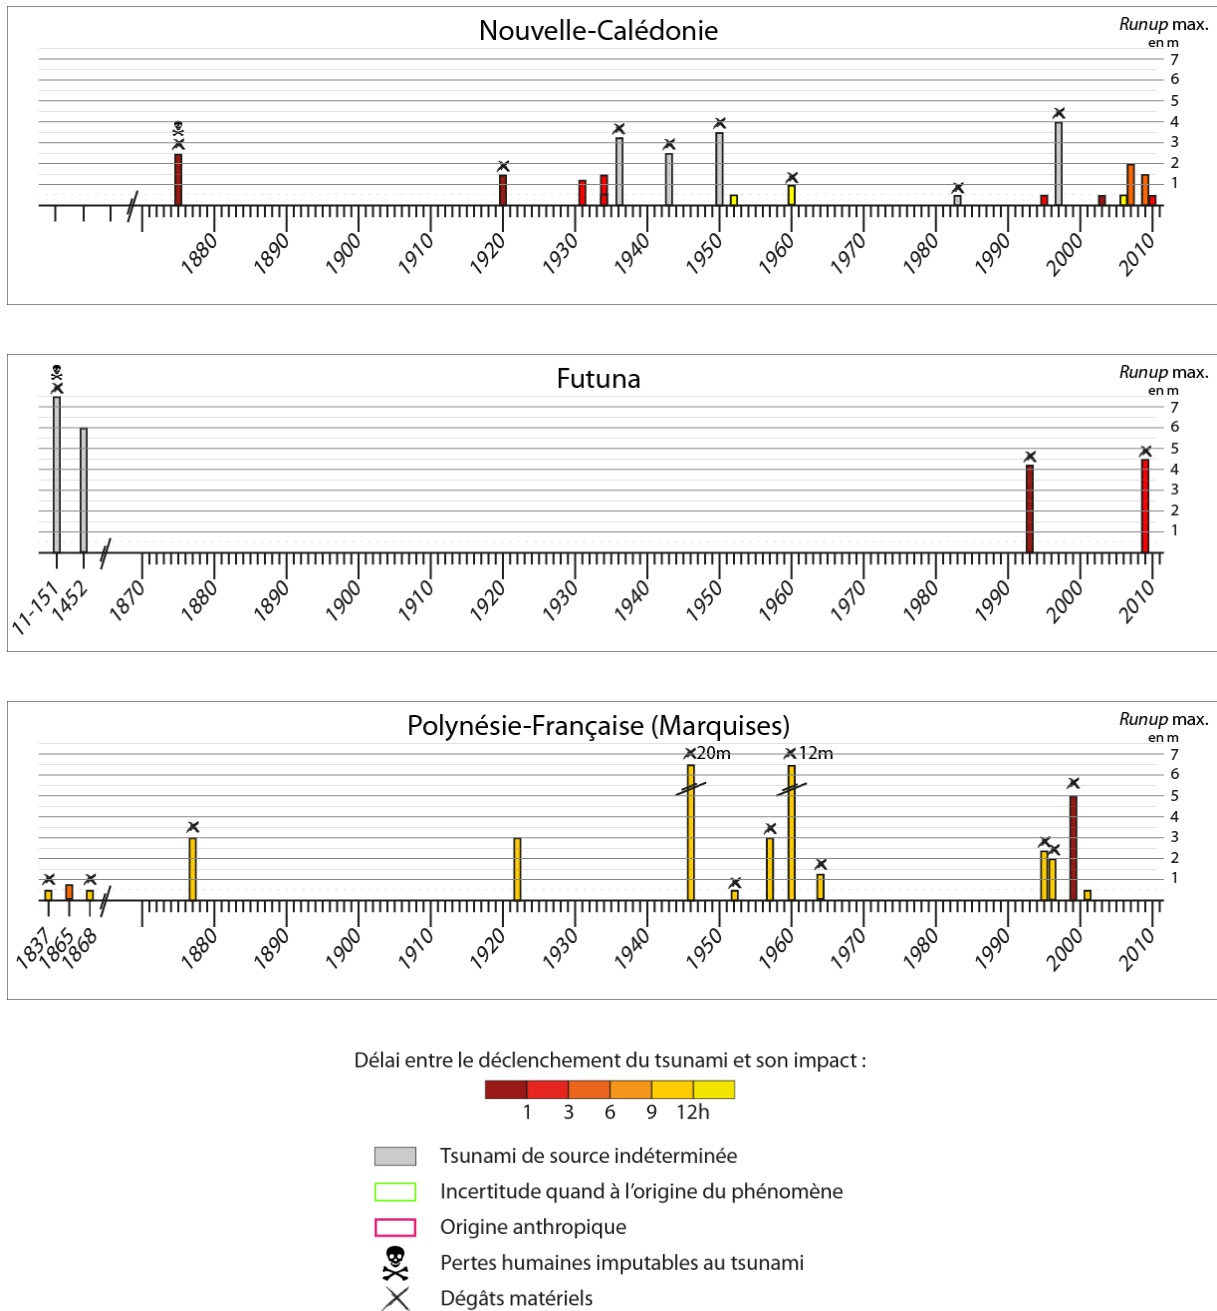 Nouvelle-Calédonie
Runup max.
en m
7
6
5
4
3
2
1
1880 1890 1900 1910 1920 1930 1940 1950 1960 1970 1980 1990 2000 2010
Futuna
Runup max.
en m
7
6
5
4
3
2
1
11-151 1452 1870 1880 1890 1900 1910 1920 1930 1940 1950 1960 1970 1980 1990 2000 2010
Polynésie-Française (Marquises)
Runup max.
en m
20m 12m
7
6
5
4
3
2
1
1837 1865 1868 1880 1890 1900 1910 1920 1930 1940 1950 1960 1970 1980 1990 2000 2010
Délai entre le déclenchement du tsunami et son impact :
1 3 6 9 12h
Tsunami de source indéterminée
Incertitude quand à l'origine du phénomène
Origine anthropique
Pertes humaines imputables au tsunami
Dégâts matériels